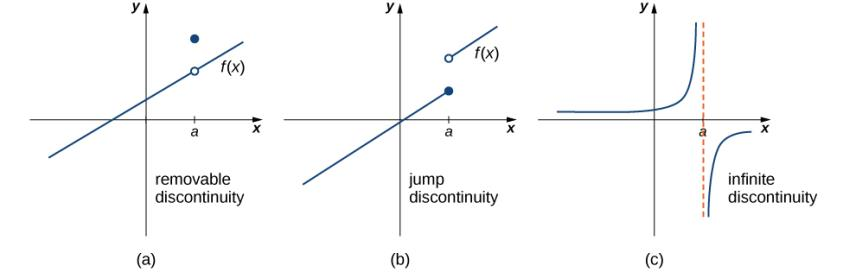 y
f(x)
a
x
removable
discontinuity
(a)
y
f(x)
a
x
jump
discontinuity
(b)
y
a
x
infinite
discontinuity
(c)